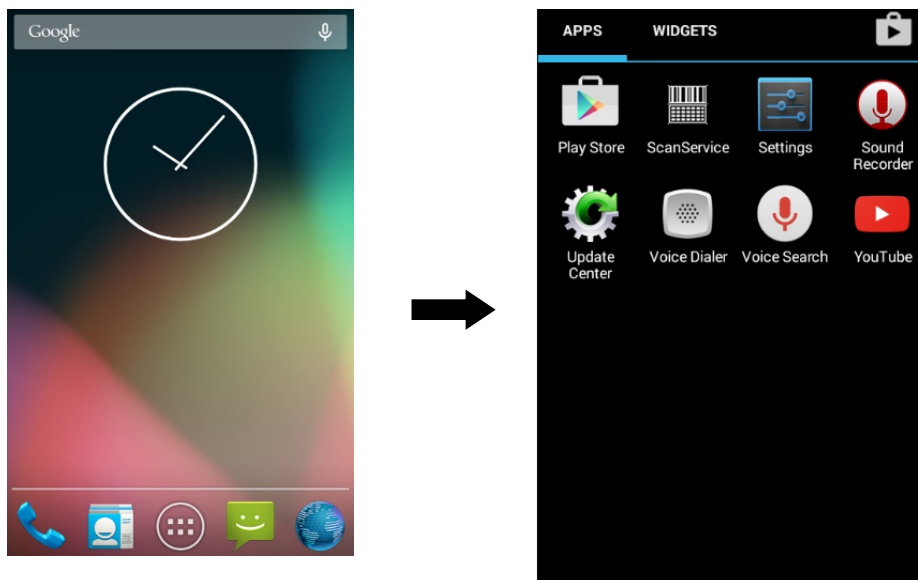 Google
APPS WIDGETS
Play Store ScanService Settings Sound
Recorder
Update
Center Voice Dialer Voice Search YouTube